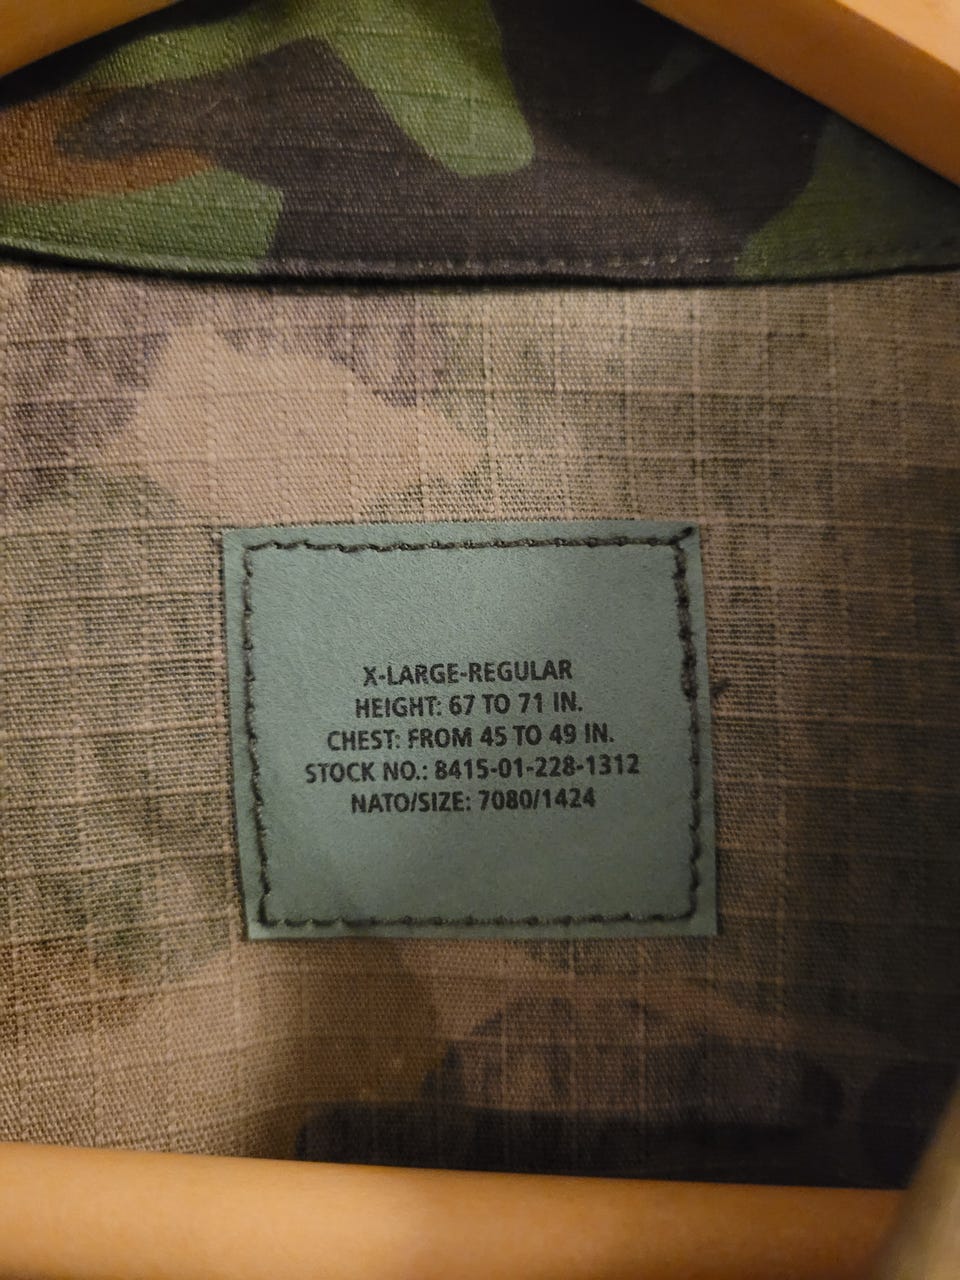 X-LARGE-REGULAR
HEIGHT: 67 TO 71 IN.
CHEST: FROM 45 TO 49 IN.
STOCK NO.: 8415-01-228-1312
NATO/SIZE: 7080/1424